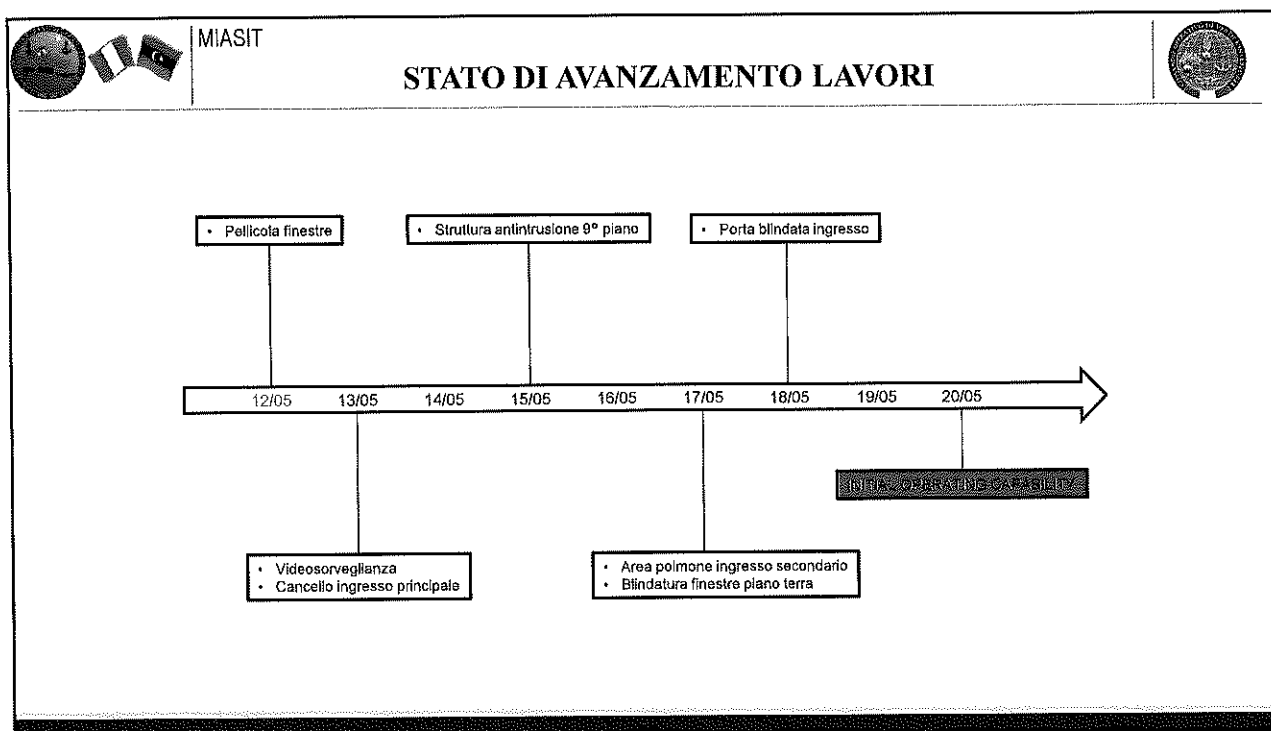 MIASIT
STATO DI AVANZAMENTO LAVORI
• Pellicola finestre
• Struttura antintrusione 9° piano
• Porta blindata ingresso
12/05 13/05 14/05 15/05 16/05 17/05 18/05 19/05 20/05
INITIAL OPERATING CAPABILITY
• Videosorveglianza
• Cancello ingresso principale
• Area polmone ingresso secondario
• Blindatura finestre piano terra